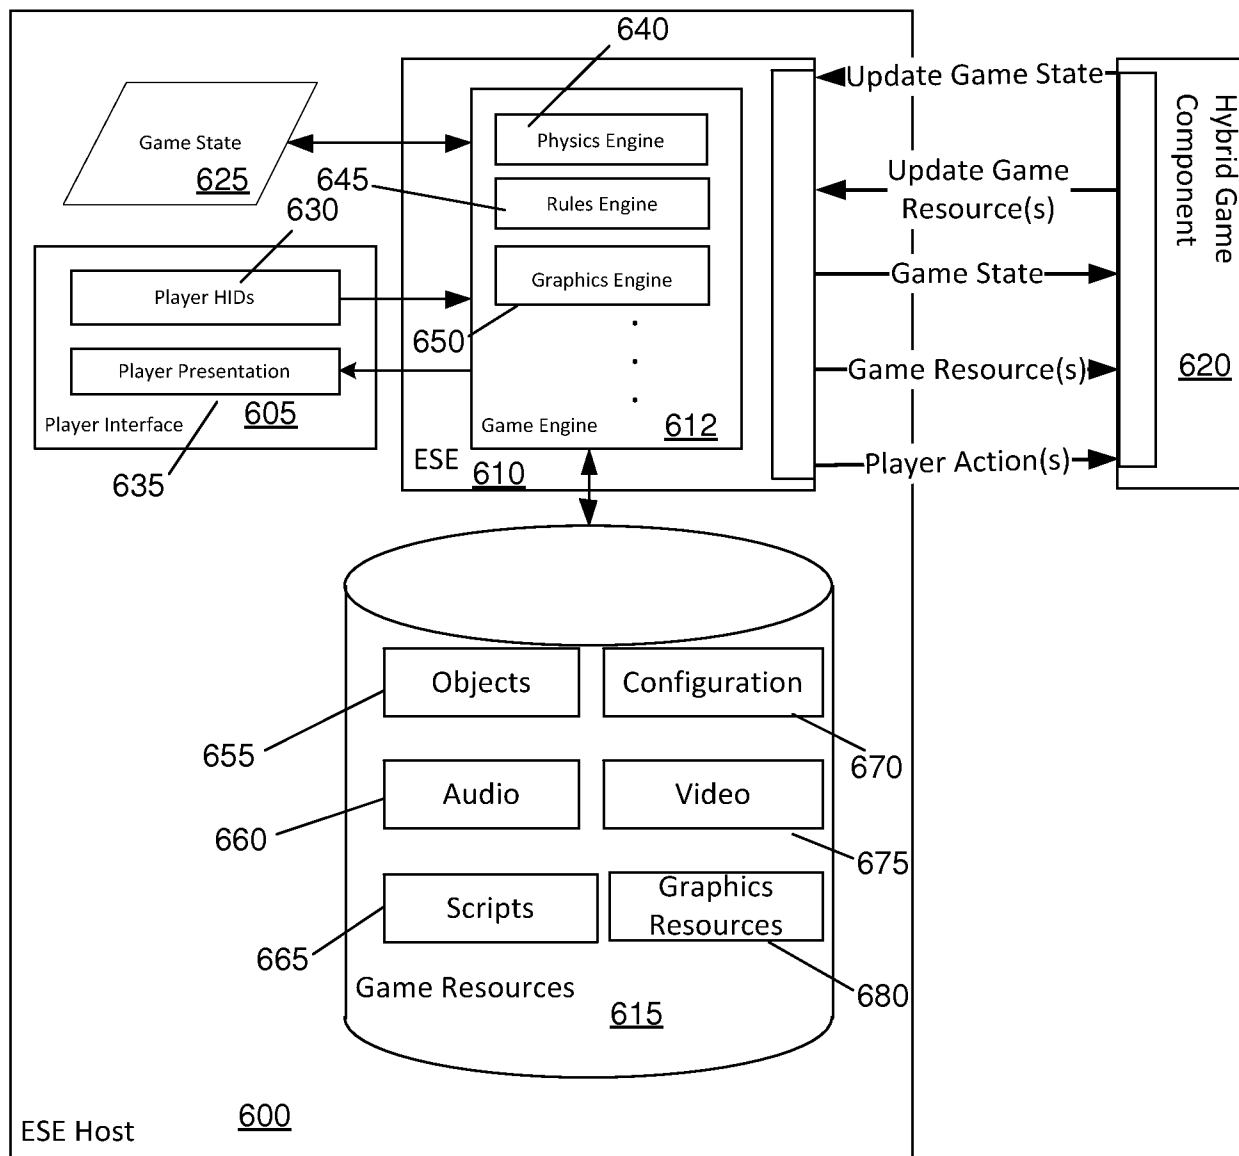 640
Game State
625
645
630
Physics Engine
Rules Engine
Graphics Engine
650
Player HIDs
Player Presentation
605
Player Interface
635
Game Engine
612
ESE
610
Update Game State
Update Game
Resource(s)
Game State
Game Resource(s)
Player Action(s)
Hybrid Game
Component
620
Objects
Configuration
655
670
Audio
Video
660
675
Scripts
Graphics
Resources
665
680
Game Resources
615
600
ESE Host